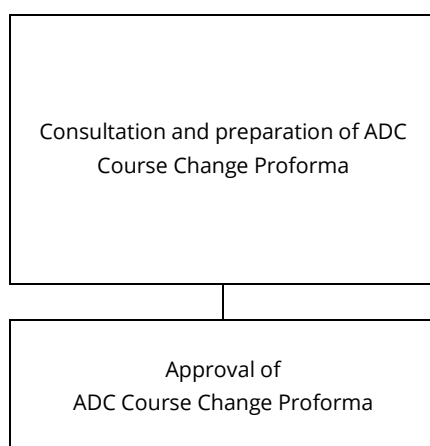 Consultation and preparation of ADC
Course Change Proforma
Approval of
ADC Course Change Proforma